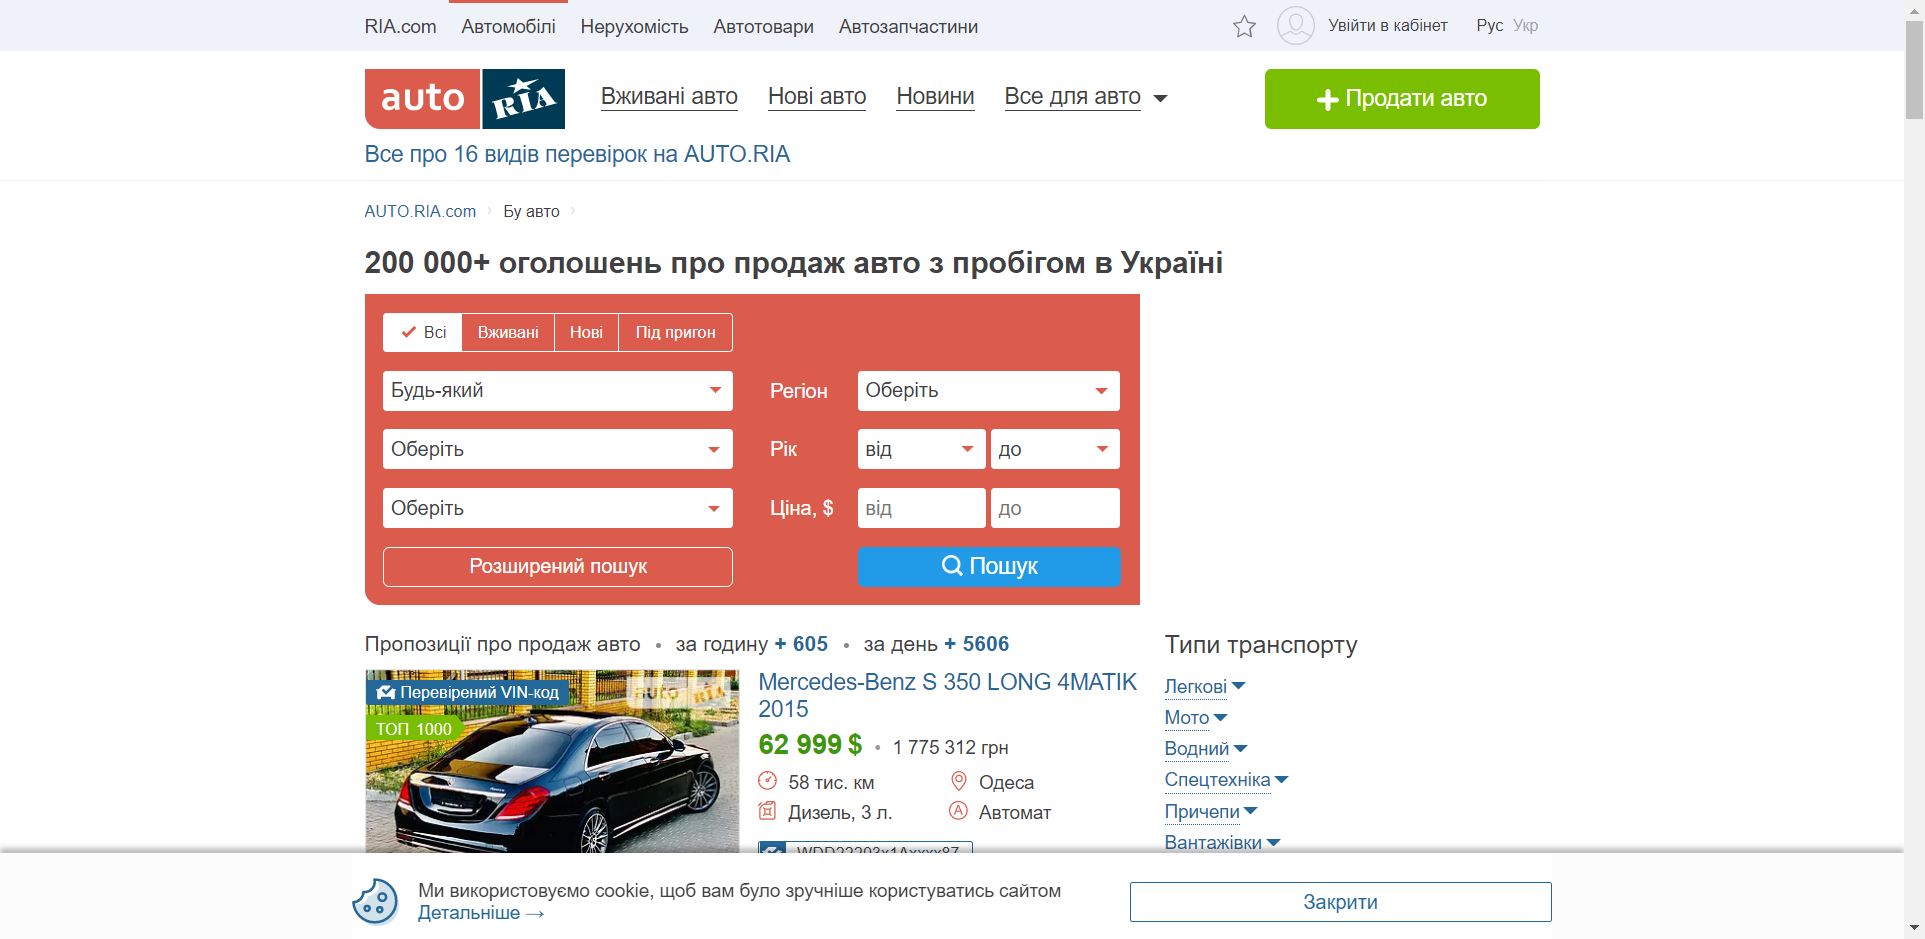 RIA.com Автомобілі Нерухомість Автотовари Автозапчастини Увійти в кабінет Рус Укр
auto RIA Вживані авто Нові авто Новини Все для авто Продати авто
Все про 16 видів перевірок на AUTO.RIA
AUTO.RIA.com Бу авто
200 000+ оголошень про продаж авто з пробігом в Україні
Всі Вживані Нові Під пригон
Будь-який Регіон Оберіть
Оберіть Рік від до
Оберіть Ціна, $ від до
Розширений пошук Пошук
Пропозиції про продаж авто • за годину + 605 • за день + 5606
Типи транспорту
Перевірений VIN-код
auto RIA
ТОП 1000
Mercedes-Benz S 350 LONG 4MATIK
2015
62 999 $ • 1 775 312 грн
58 тис. км Одеса
Дизель, 3 л. Автомат
Легкові
Мото
Водний
Спецтехніка
Причепи
Вантажівки
Ми використовуємо cookie, щоб вам було зручніше користуватись сайтом
Детальніше →
Закрити